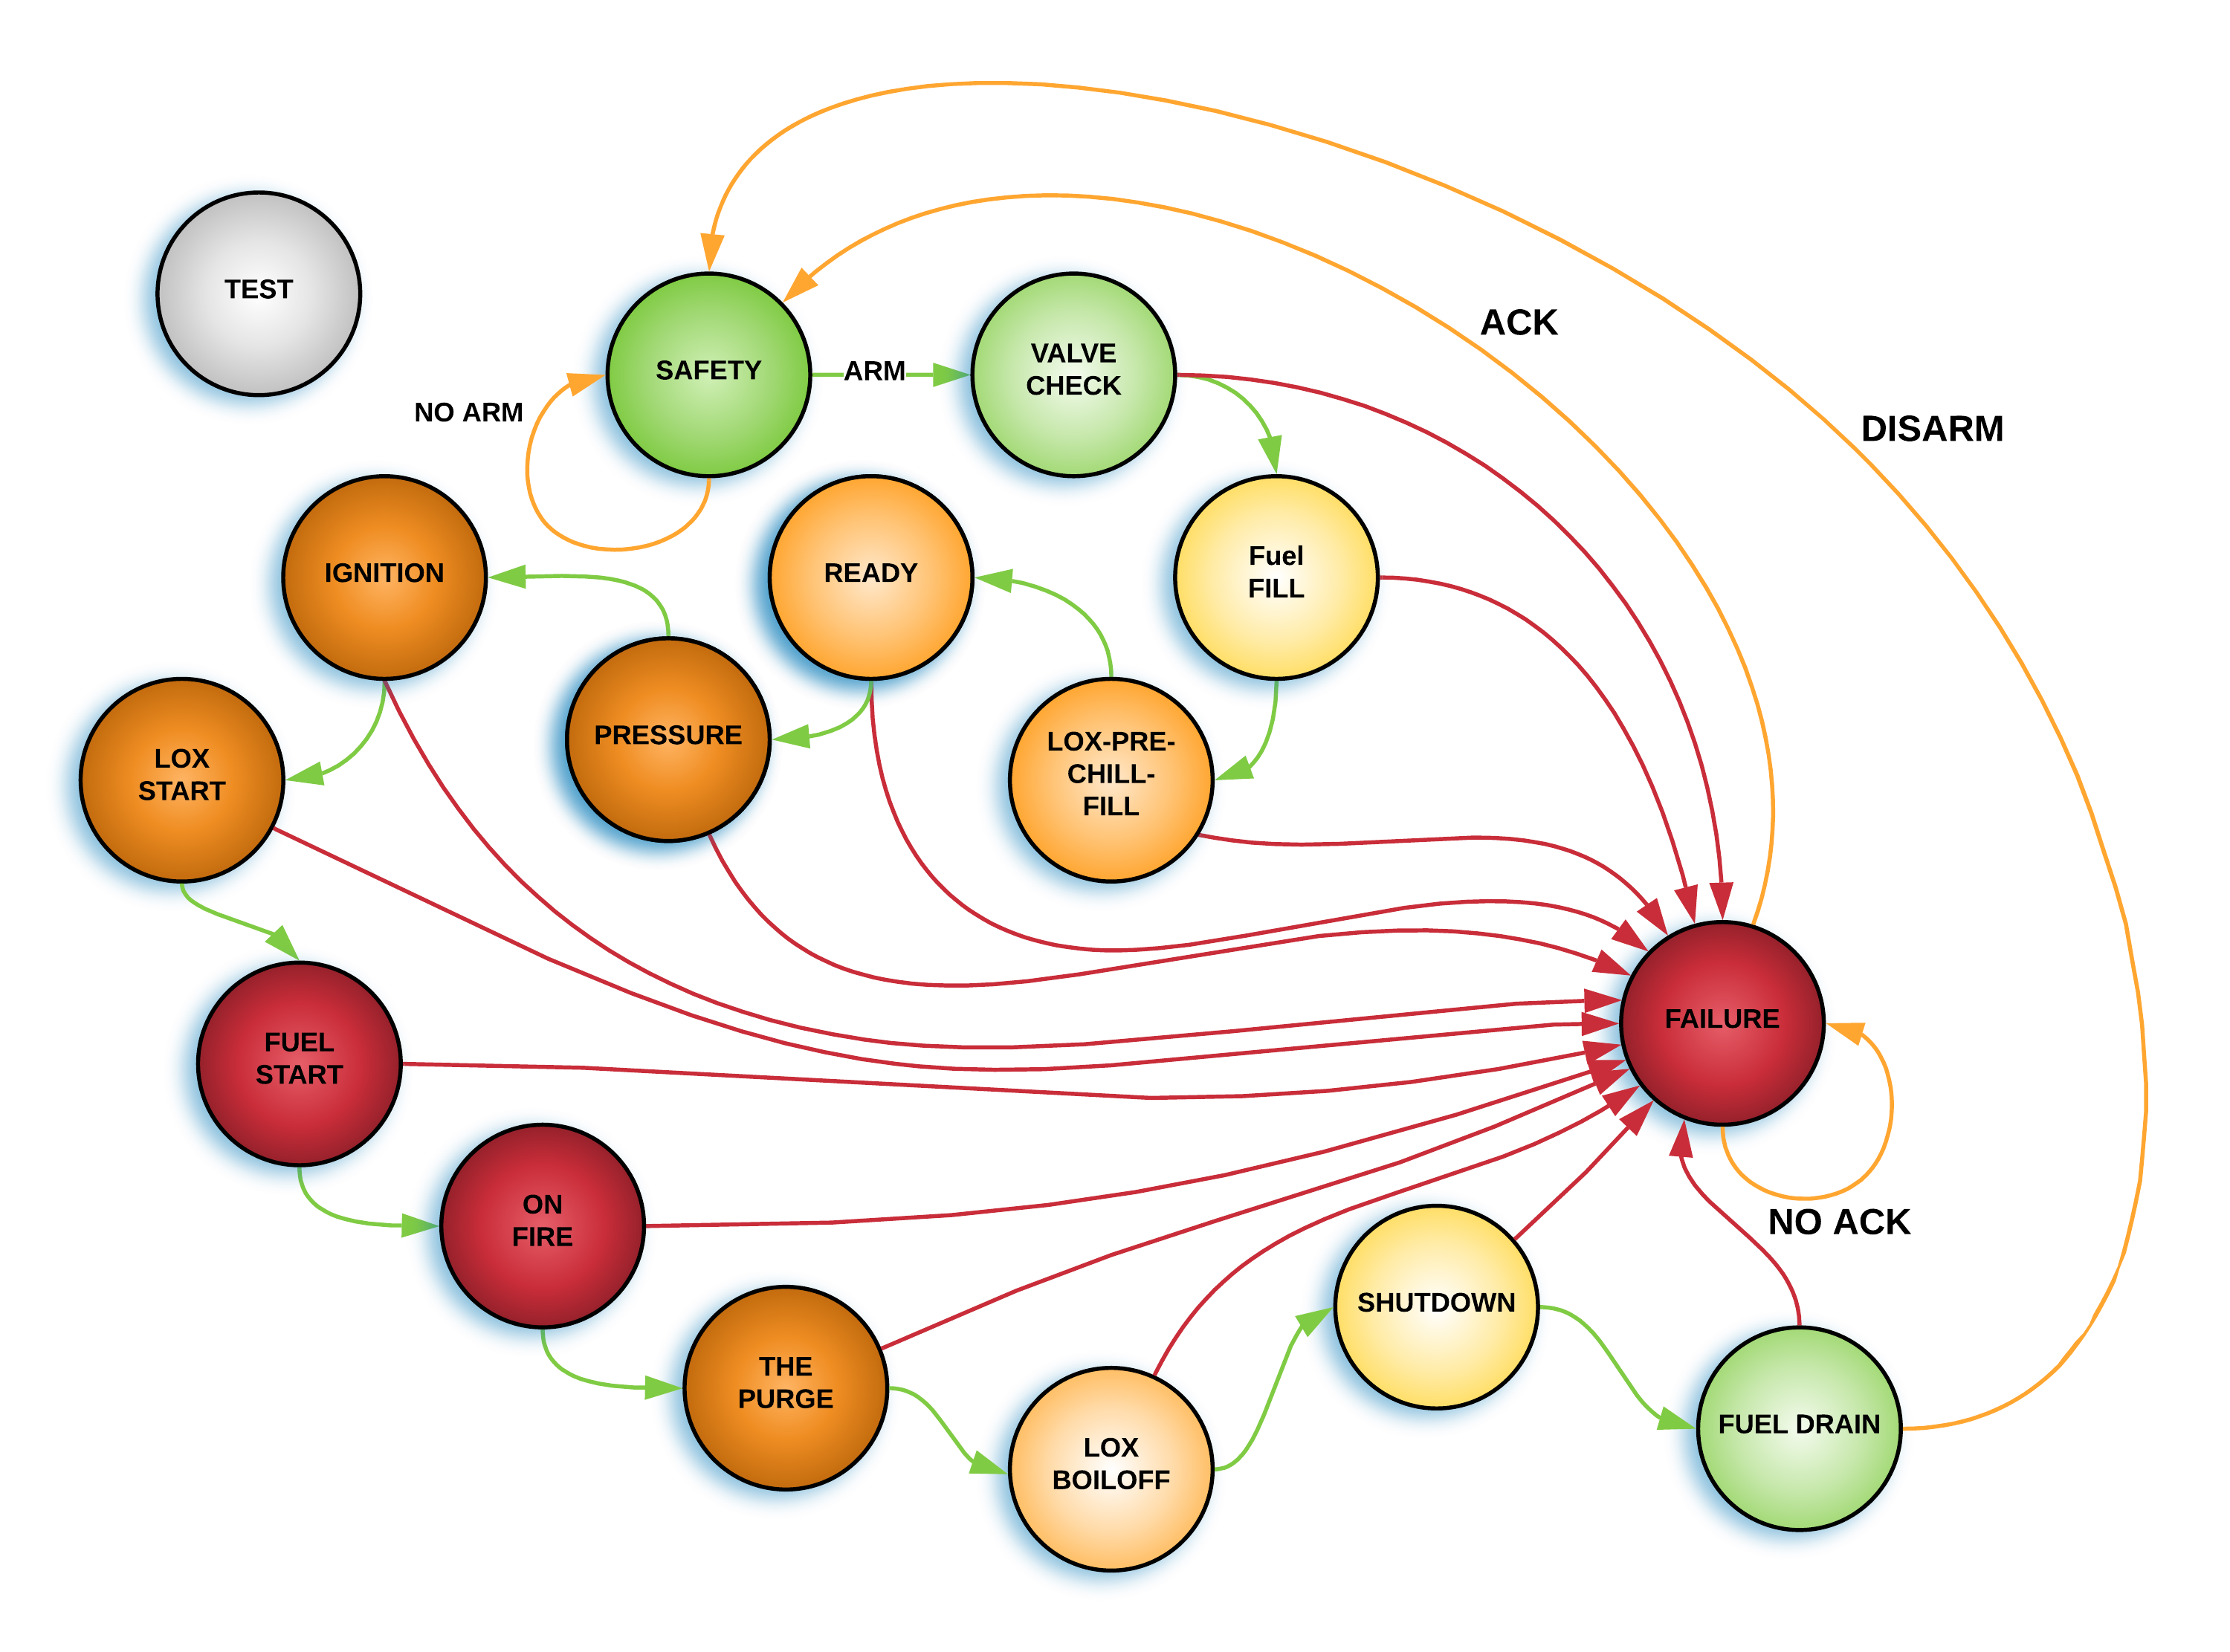 TEST
SAFETY
ARM
VALVE
CHECK
ACK
DISARM
NO ARM
IGNITION
READY
Fuel
FILL
PRESSURE
LOX-PRE-
CHILL-
FILL
LOX
START
FUEL
START
FAILURE
ON
FIRE
NO ACK
THE
PURGE
LOX
BOILOFF
SHUTDOWN
FUEL DRAIN